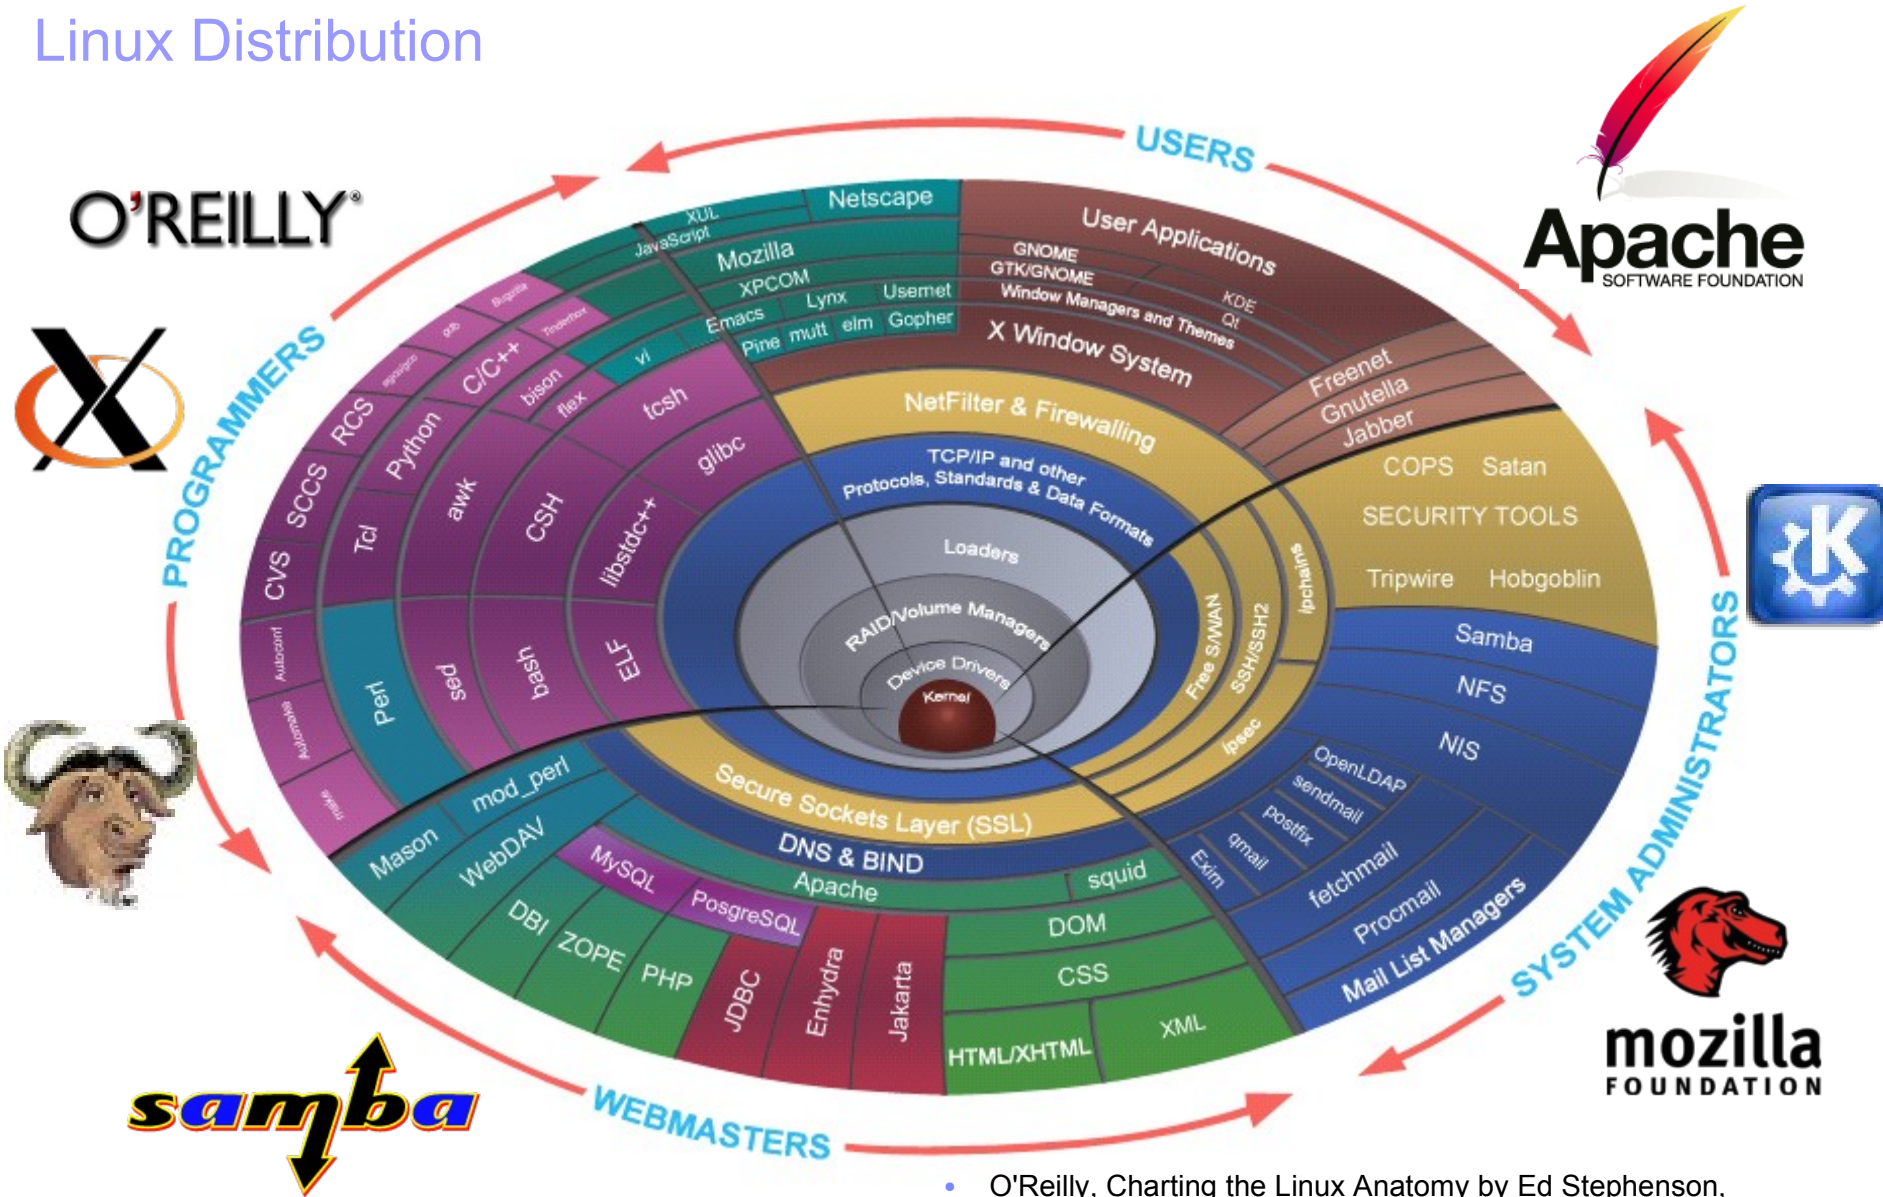 Linux Distribution
O'REILLY®
Apache
SOFTWARE FOUNDATION
USERS
PROGRAMMERS
SYSTEM ADMINISTRATORS
WEBMASTERS
XUL
Netscape
JavaScript
Mozilla
XPCOM
Emacs
Lynx
Usernet
vi
Pine
mutt
elm
Gopher
User Applications
GNOME
KDE
GTK/GNOME
Qt
Window Managers and Themes
X Window System
Freenet
Gnutella
Jabber
Bugzilla
Tinderbox
gdb
C/C++
bison
flex
tcsh
glibc
RCS
Python
awk
CSH
libstdc++
SCCS
Tcl
CVS
Autoconf
Perl
sed
bash
ELF
Automake
make
NetFilter & Firewalling
TCP/IP and other
Protocols, Standards & Data Formats
Loaders
RAID/Volume Managers
Device Drivers
Kernel
Free S/WAN
SSH/SSH2
Ipchains
Ipsec
COPS
Satan
SECURITY TOOLS
Tripwire
Hobgoblin
Samba
NFS
NIS
OpenLDAP
sendmail
postfix
qmail
Exim
fetchmail
Procmail
Mail List Managers
Secure Sockets Layer (SSL)
DNS & BIND
Apache
squid
mod_perl
Mason
WebDAV
MySQL
PosgreSQL
DBI
ZOPE
PHP
JDBC
Enhydra
Jakarta
DOM
CSS
HTML/XHTML
XML
K
samba
mozilla
FOUNDATION
• O'Reilly, Charting the Linux Anatomy by Ed Stephenson,